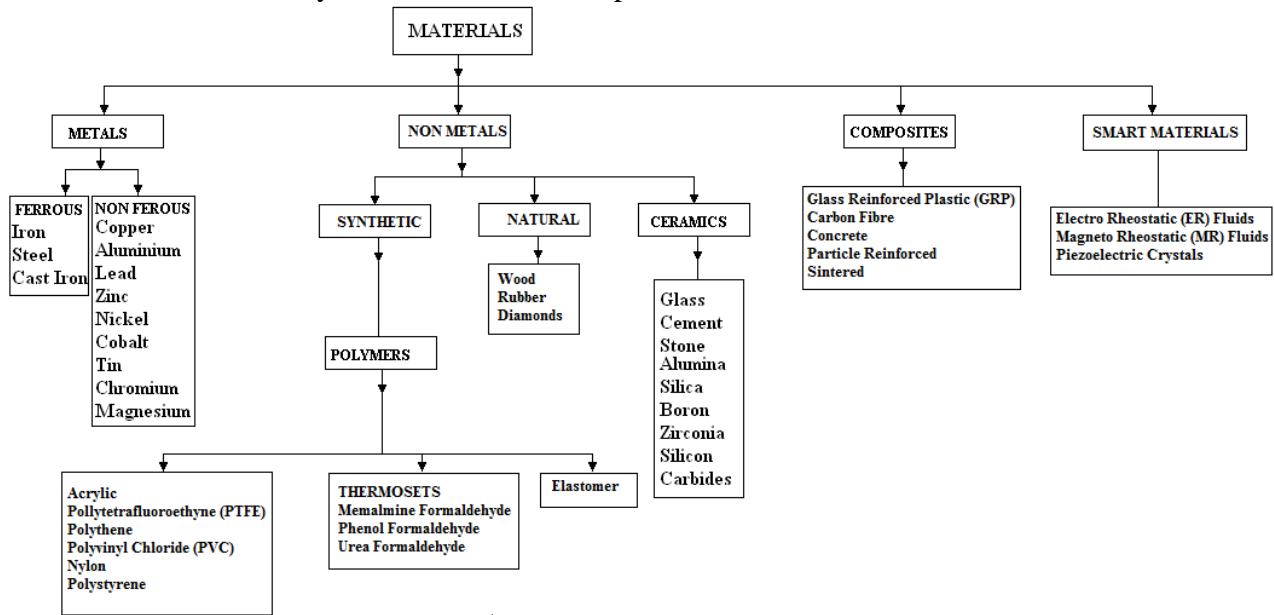 MATERIALS
METALS
NON METALS
COMPOSITES
SMART MATERIALS
FERROUS
Iron
Steel
Cast Iron
NON FEROUS
Copper
Aluminium
Lead
Zinc
Nickel
Cobalt
Tin
Chromium
Magnesium
SYNTHETIC
NATURAL
CERAMICS
Wood
Rubber
Diamonds
Glass
Cement
Stone
Alumina
Silica
Boron
Zirconia
Silicon
Carbides
Glass Reinforced Plastic (GRP)
Carbon Fibre
Concrete
Particle Reinforced
Sintered
Electro Rheostatic (ER) Fluids
Magneto Rheostatic (MR) Fluids
Piezoelectric Crystals
POLYMERS
Acrylic
Pollytetrafluoroethyne (PTFE)
Polythene
Polyvinyl Chloride (PVC)
Nylon
Polystyrene
THERMOSETS
Memalmine Formaldehyde
Phenol Formaldehyde
Urea Formaldehyde
Elastomer